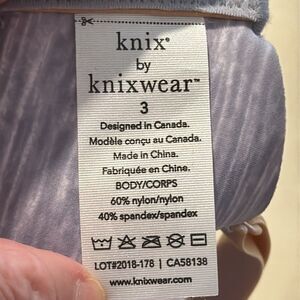 knix®
by
knixwear™
3
Designed in Canada.
Modèle conçu au Canada.
Made in China.
Fabriquée en Chine.
BODY/CORPS
60% nylon/nylon
40% spandex/spandex
LOT#2018-178 | CA58138
www.knixwear.com